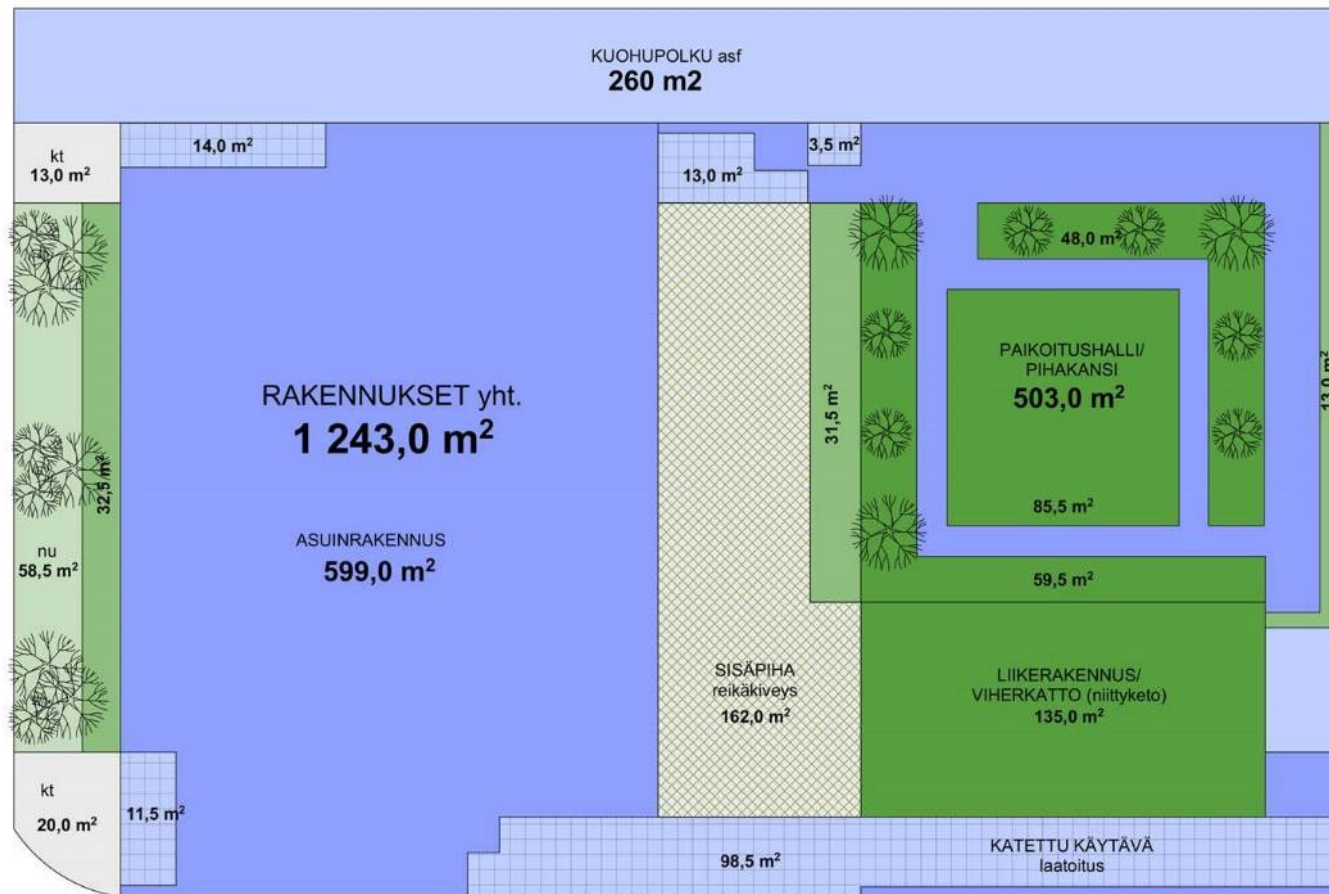 KUOHUPOLKU asf
260 m2
kt
13,0 m²
14,0 m²
13,0 m²
3,5 m²
48,0 m²
RAKENNUKSET yht.
1 243,0 m²
PAIKOITUSHALLI/
PIHAKANSI
503,0 m²
13,0 m²
31,5 m²
32,5 m²
85,5 m²
ASUINRAKENNUS
599,0 m²
nu
58,5 m²
59,5 m²
SISÄPIHA
reikäkiveys
162,0 m²
LIIKERAKENNUS/
VIHERKATTO (niittyketo)
135,0 m²
kt
20,0 m²
11,5 m²
98,5 m²
KATETTU KÄYTÄVÄ
laatoitus